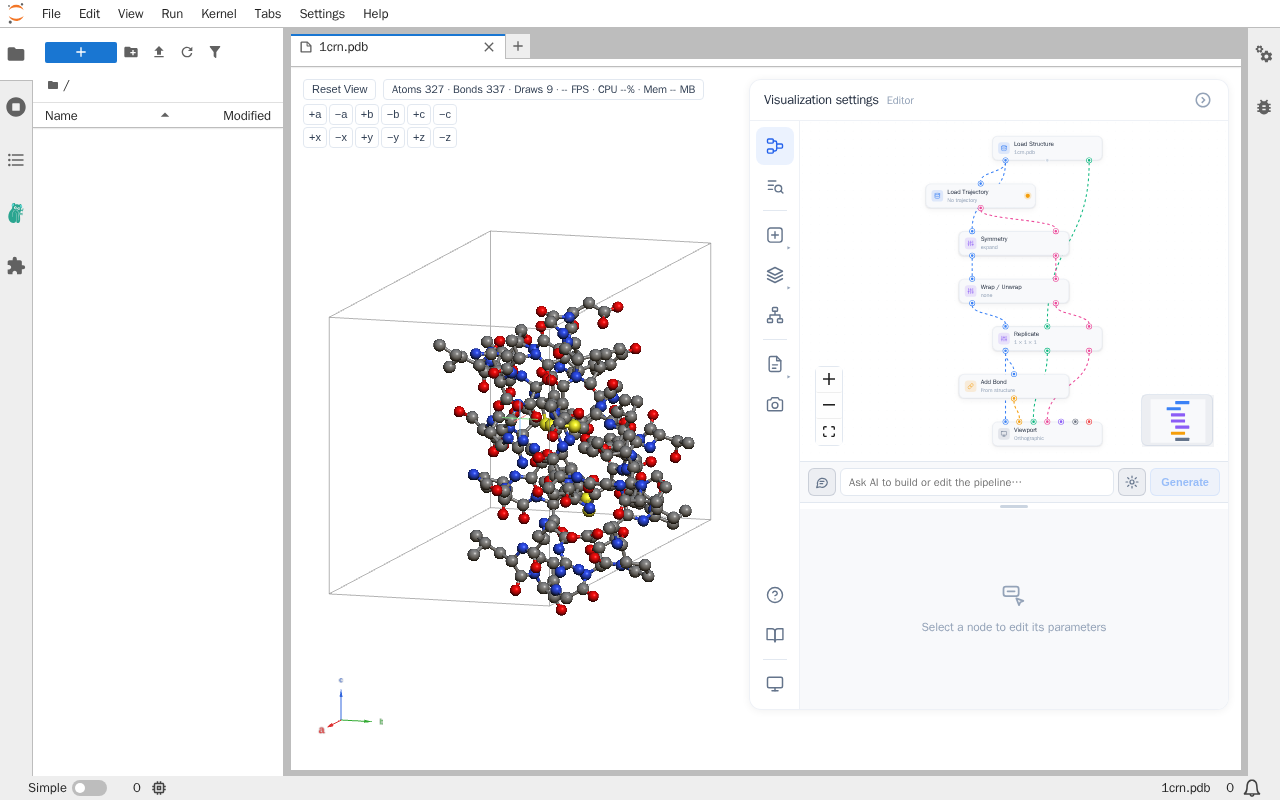 File Edit View Run Kernel Tabs Settings Help
+
/
Name Modified
1crn.pdb
+
Reset View
Atoms 327 · Bonds 337 · Draws 9 · -- FPS · CPU --% · Mem -- MB
+a −a +b −b +c −c
+x −x +y −y +z −z
c
a
b
Visualization settings Editor
Load Structure
1crn.pdb
Load Trajectory
No trajectory
Symmetry
expand
Wrap / Unwrap
none
Replicate
1 × 1 × 1
Add Bond
From structure
Viewport
Orthographic
Ask AI to build or edit the pipeline···
Generate
Select a node to edit its parameters
Simple 0
1crn.pdb 0